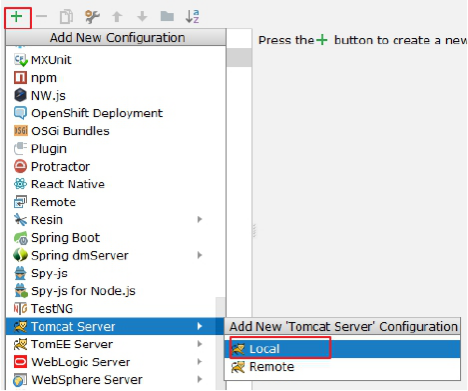 Add New Configuration
Press the + button to create a new
MXUnit
npm
NW.js
OpenShift Deployment
OSGi Bundles
Plugin
Protractor
React Native
Remote
Resin
Spring Boot
Spring dmServer
Spy-js
Spy-js for Node.js
TestNG
Tomcat Server
Add New 'Tomcat Server' Configuration
TomEE Server
Local
WebLogic Server
Remote
WebSphere Server